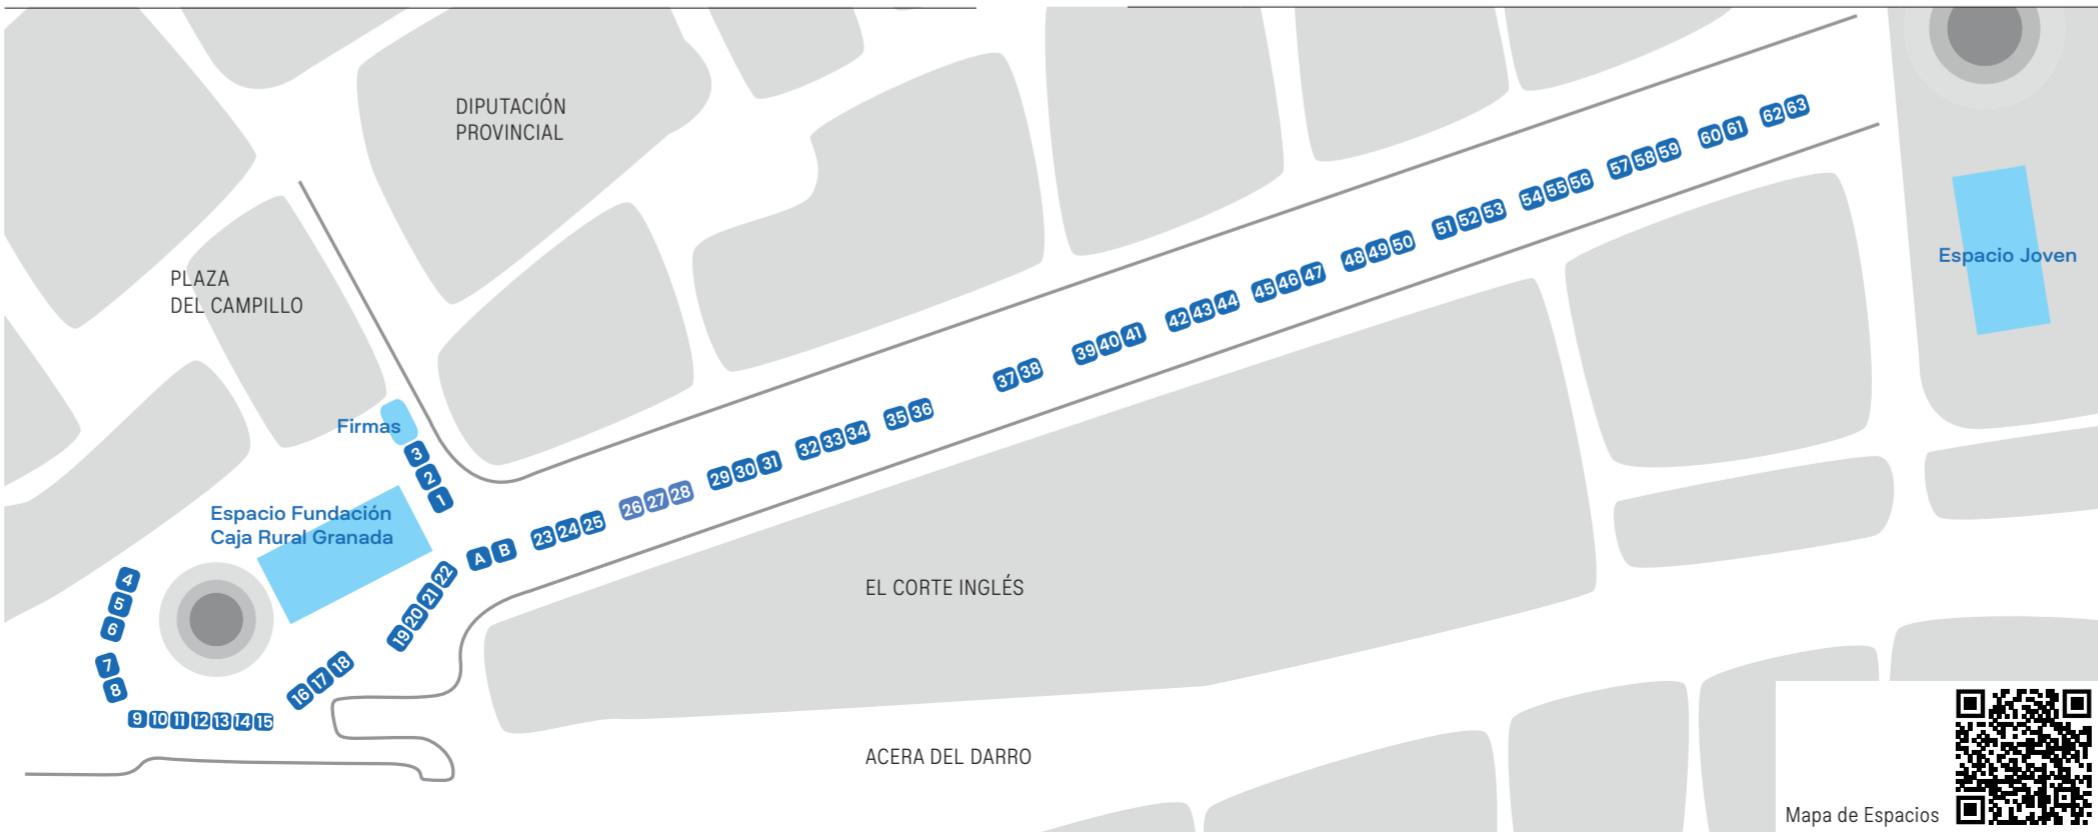 DIPUTACIÓN
PROVINCIAL
PLAZA
DEL CAMPILLO
Firmas
3
2
1
Espacio Fundación
Caja Rural Granada
4
5
6
7
8
9 10 11 12 13 14 15
16 17 18
19 20 21 22
A B
23 24 25
26 27 28
29 30 31
32 33 34
35 36
37 38
39 40 41
42 43 44
45 46 47
48 49 50
51 52 53
54 55 56
57 58 59
60 61
62 63
Espacio Joven
EL CORTE INGLÉS
ACERA DEL DARRO
Mapa de Espacios